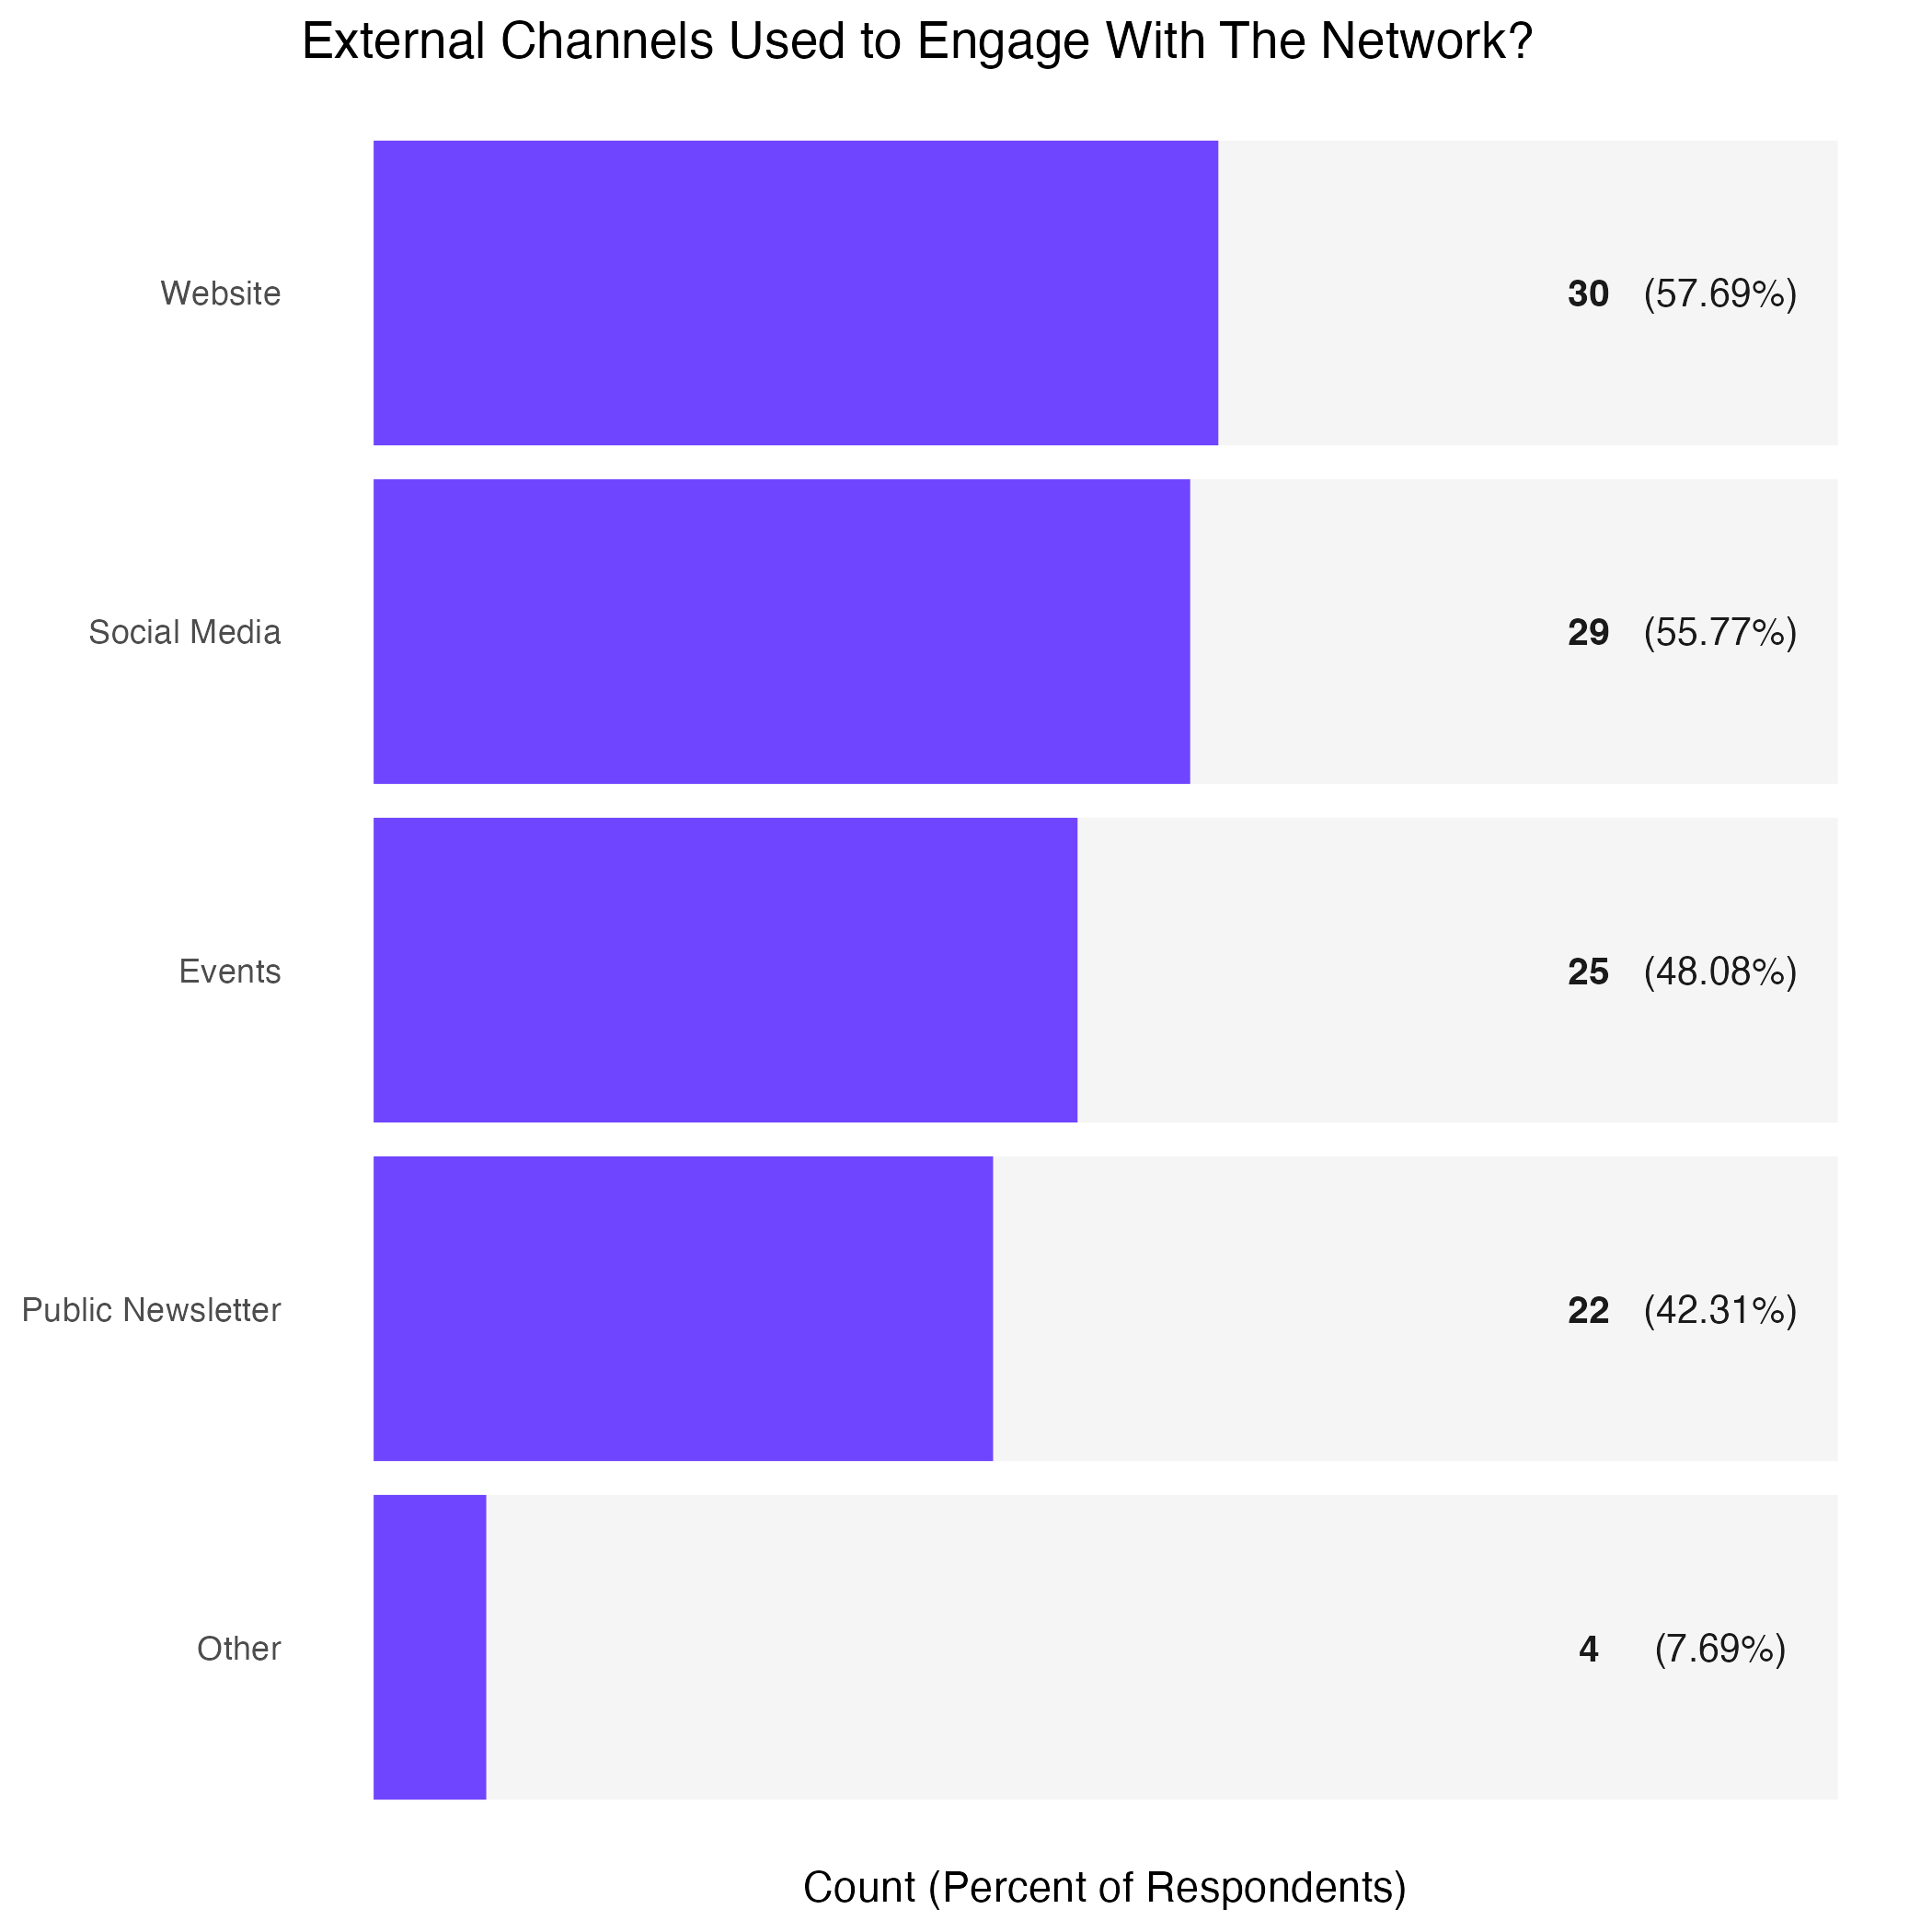 External Channels Used to Engage With The Network?
Website 30 (57.69%)
Social Media 29 (55.77%)
Events 25 (48.08%)
Public Newsletter 22 (42.31%)
Other 4 (7.69%)
Count (Percent of Respondents)